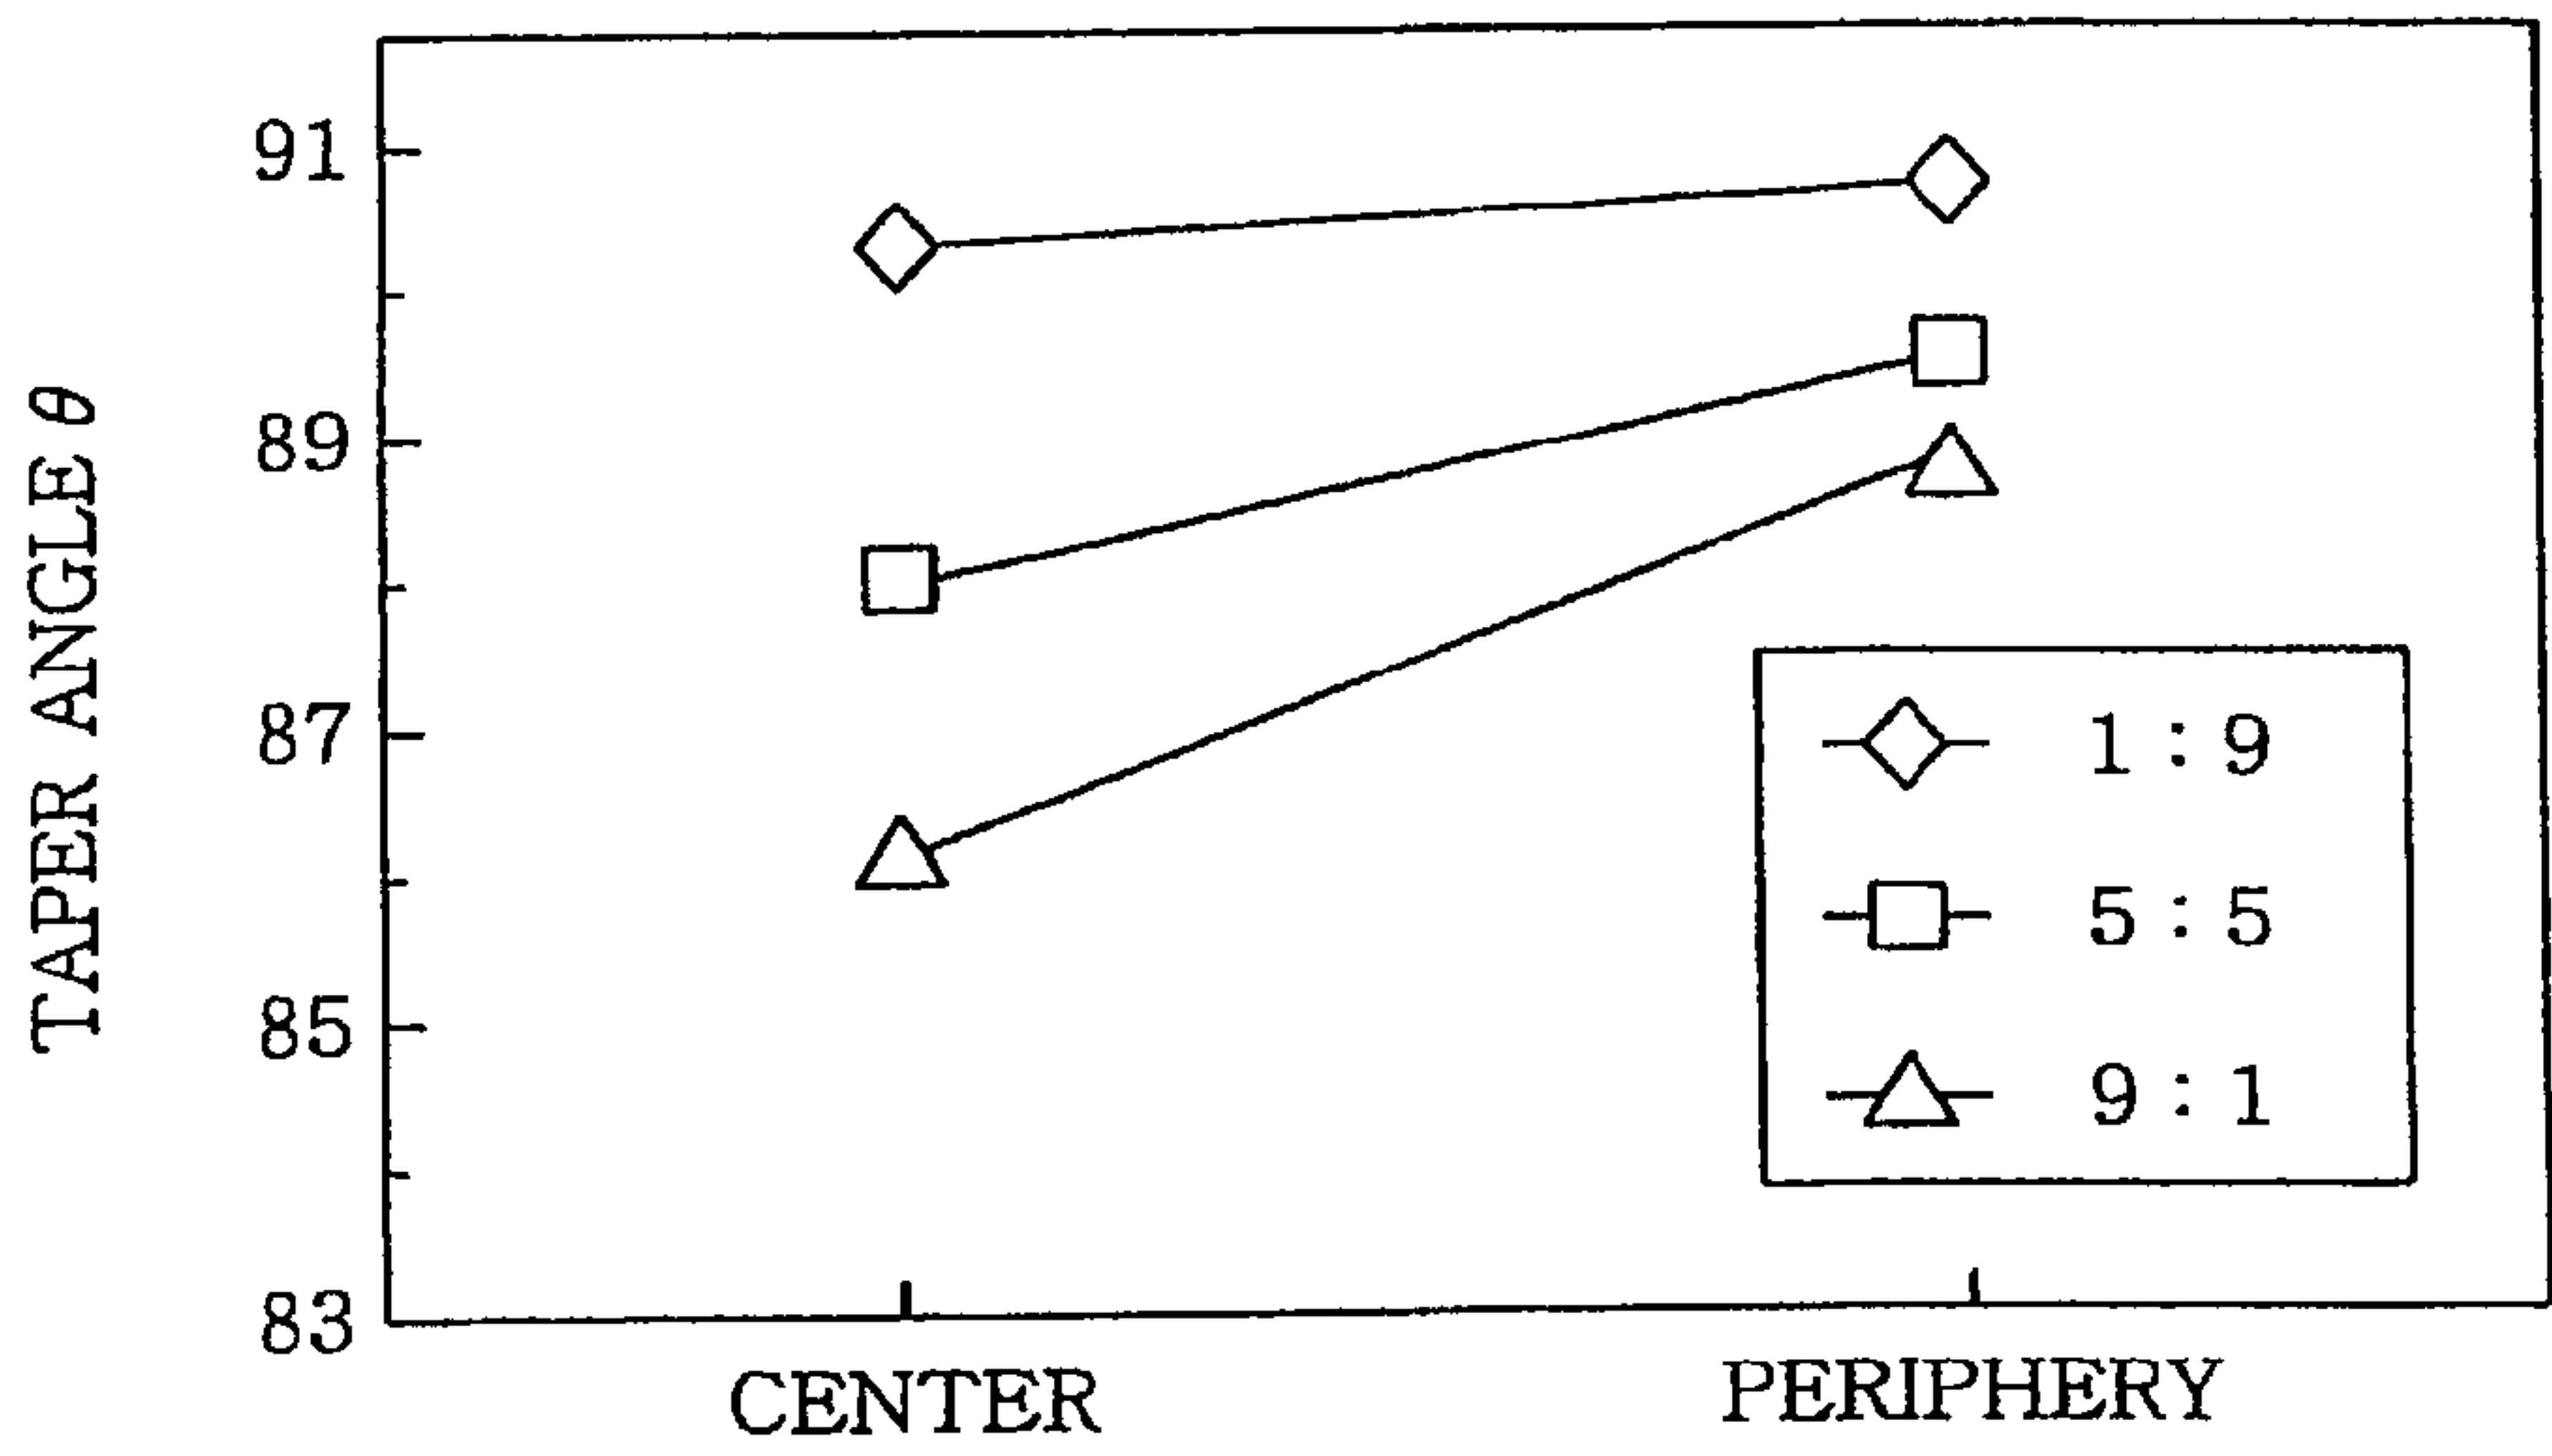 TAPER ANGLE θ
91
89
87
85
83
CENTER
PERIPHERY
1 : 9
5 : 5
9 : 1